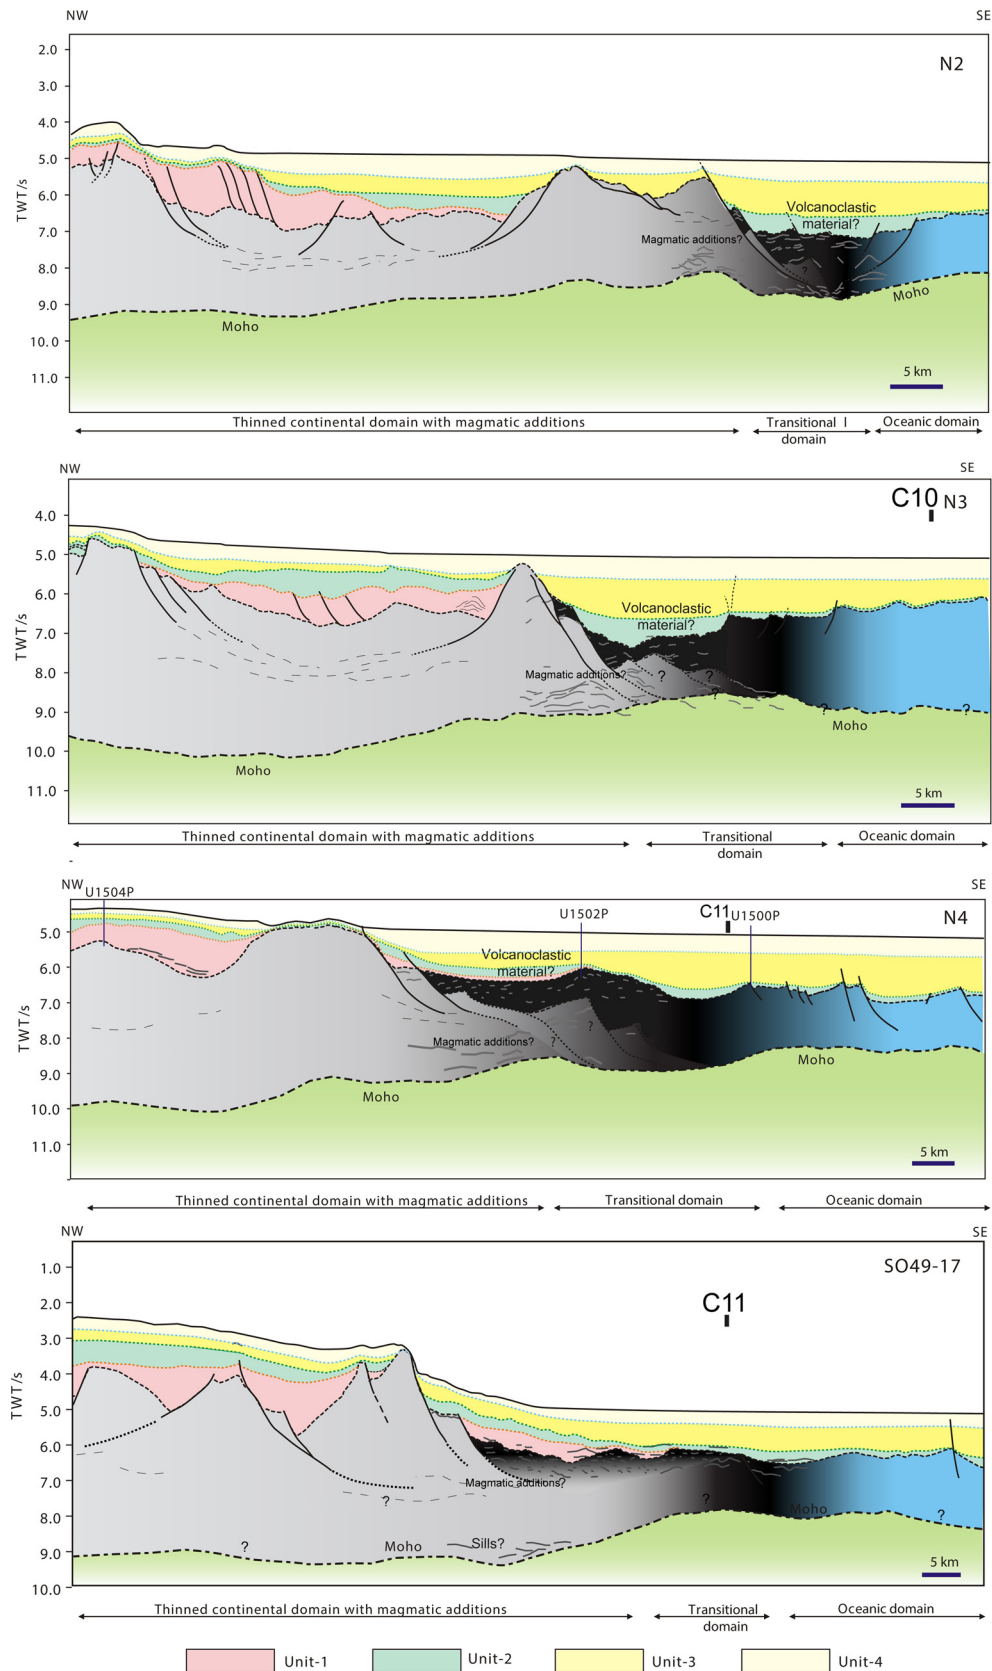 NW SE
N2
2.0
3.0
4.0
5.0
6.0
7.0
8.0
9.0
10. 0
11.0
TWT/s
Volcanoclastic
material?
Magmatic additions?
?
Moho
Moho
5 km
Thinned continental domain with magmatic additions
Transitional I
domain
Oceanic domain
NW SE
C10 N3
4.0
5.0
6.0
7.0
8.0
9.0
10.0
11.0
TWT/s
Volcanoclastic
material?
Magmatic additions?
? ?
?
? ?
Moho
Moho
5 km
Thinned continental domain with magmatic additions
Transitional
domain
Oceanic domain
-
NW SE
U1504P
U1502P
C11 U1500P
N4
5.0
6.0
7.0
8.0
9.0
10.0
11.0
TWT/s
Volcanoclastic
material?
?
Magmatic additions? ?
Moho
Moho
5 km
Thinned continental domain with magmatic additions
Transitional domain
Oceanic domain
NW SE
SO49-17
C11
1.0
2.0
3.0
4.0
5.0
6.0
7.0
8.0
9.0
10.0
TWT/s
Magmatic additions?
? ?
Moho
?
? Moho Sills?
5 km
Thinned continental domain with magmatic additions
Transitional
domain
Oceanic domain
Unit-1 Unit-2 Unit-3 Unit-4